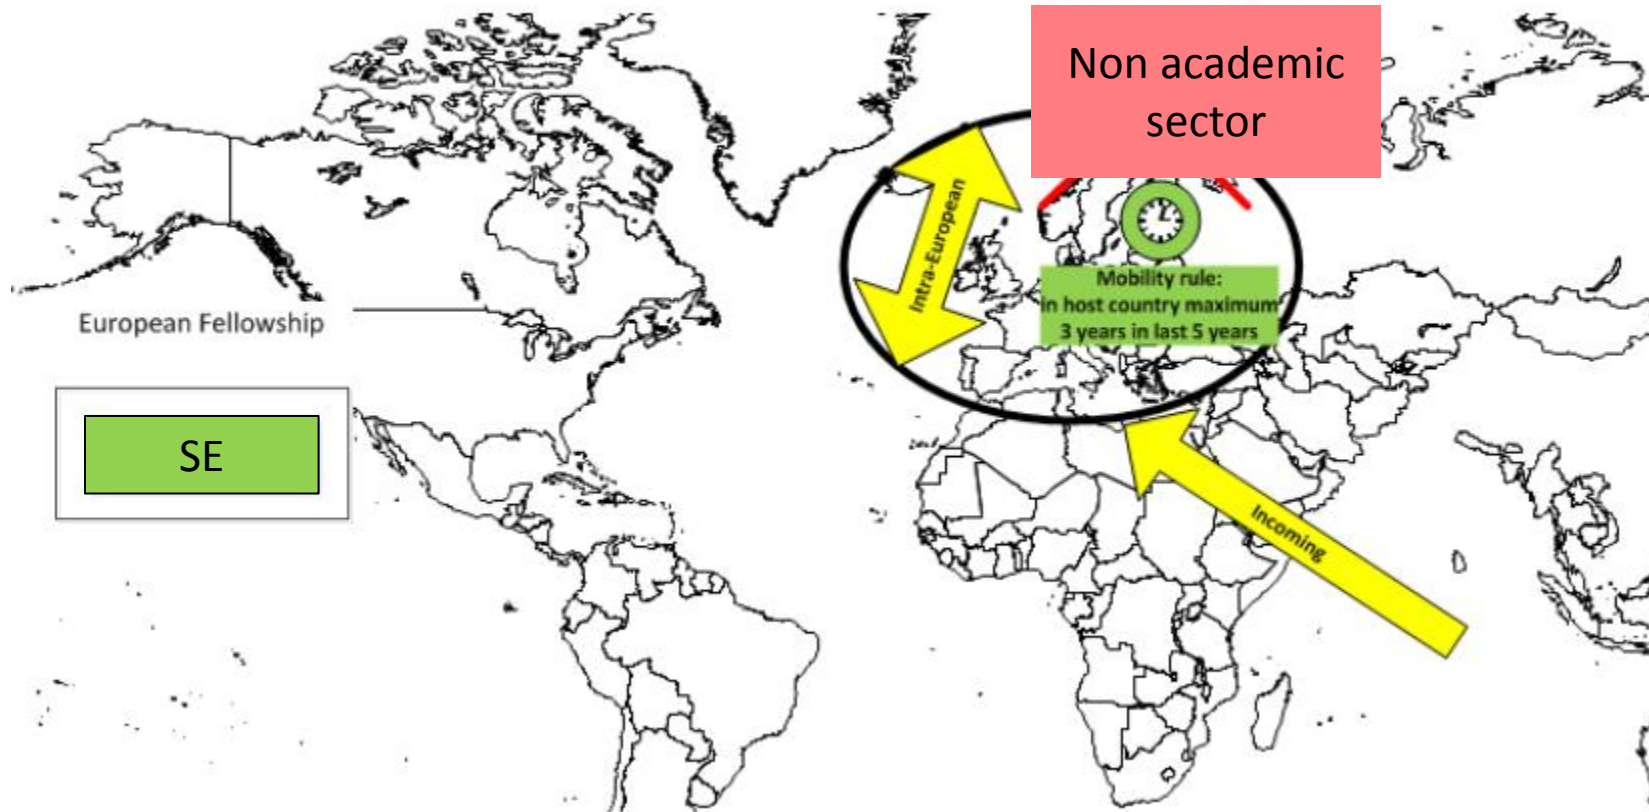 Non academic
sector
Intra-European
Mobility rule:
in host country maximum
3 years in last 5 years
European Fellowship
SE
Incoming